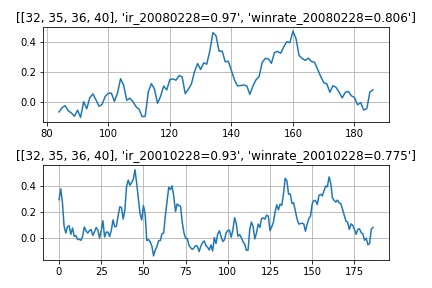 [[32, 35, 36, 40], 'ir_20080228=0.97', 'winrate_20080228=0.806']
0.4
0.2
0.0
80 100 120 140 160 180
[[32, 35, 36, 40], 'ir_20010228=0.93', 'winrate_20010228=0.775']
0.4
0.2
0.0
0 25 50 75 100 125 150 175